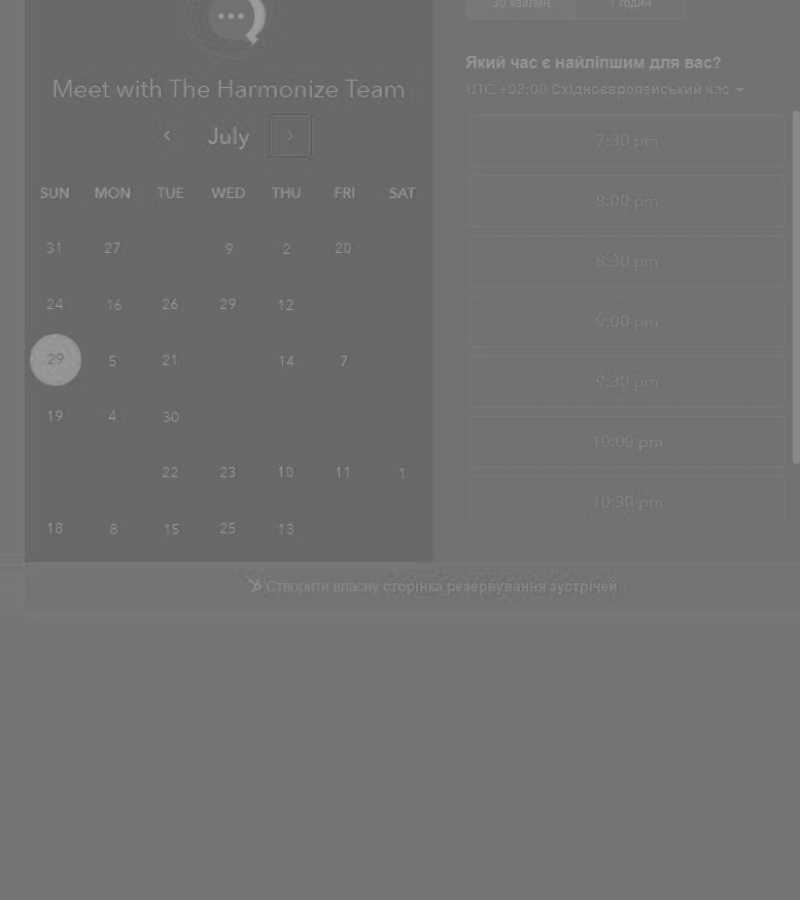 30 хвилин 1 годин
Meet with The Harmonize Team
July
SUN MON TUE WED THU FRI SAT
31 27 9 2 20
24 16 26 29 12
29 5 21 14 7
19 4 30
22 23 10 11 1
18 8 15 25 13
Який час є найліпшим для вас?
UTC +03:00 Східноєвропейський час
7:30 pm
8:00 pm
8:30 pm
9:00 pm
9:30 pm
10:00 pm
10:30 pm
Створити власну сторінка резервування зустрічей